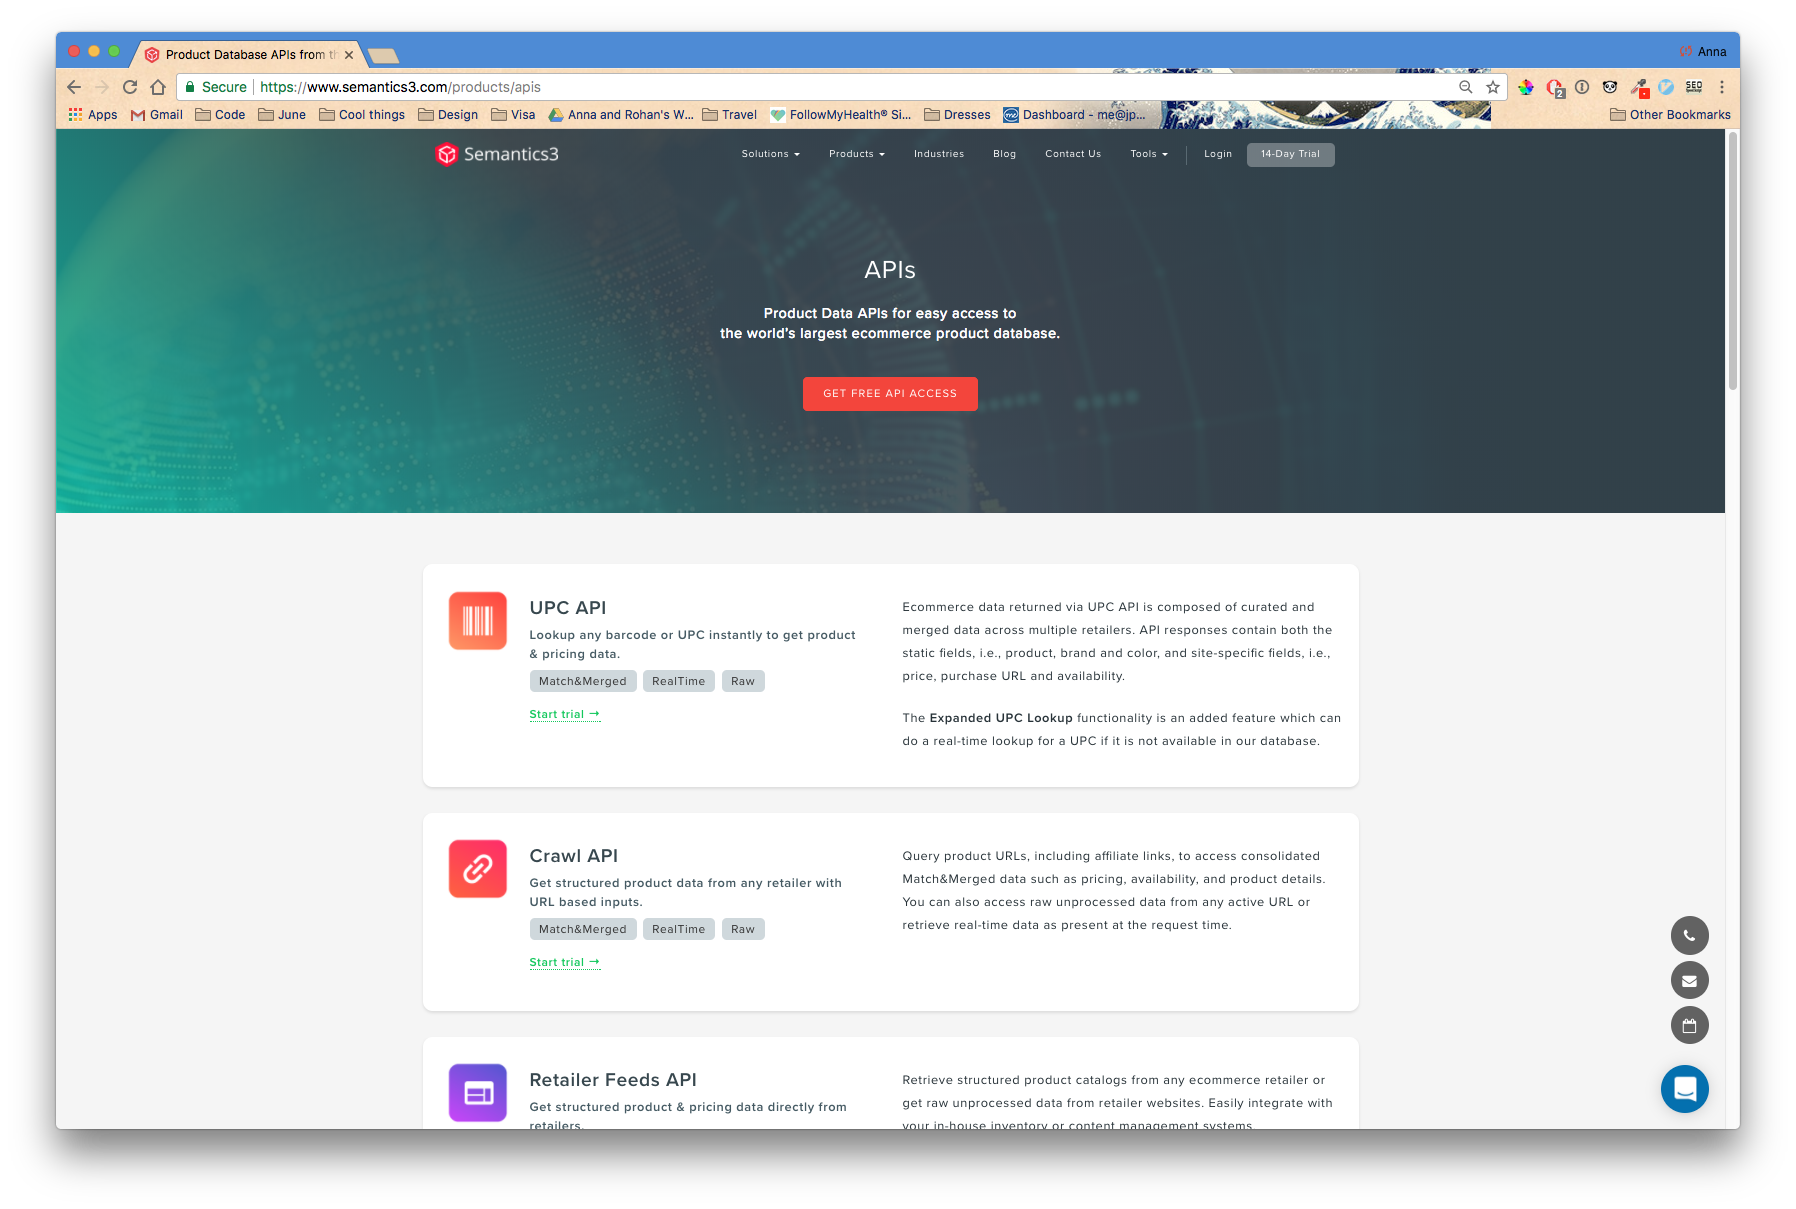 Product Database APIs from th
Anna
Secure
https://www.semantics3.com/products/apis
2
SEO
Apps
Gmail
Code
June
Cool things
Design
Visa
Anna and Rohan's W...
Travel
FollowMyHealth® Si...
Dresses
Dashboard - me@jp...
Other Bookmarks
Semantics3
Solutions
Products
Industries
Blog
Contact Us
Tools
Login
14-Day Trial
APIs
Product Data APIs for easy access to
the world's largest ecommerce product database.
GET FREE API ACCESS
UPC API
Lookup any barcode or UPC instantly to get product
& pricing data.
Match&Merged
RealTime
Raw
Start trial →
Ecommerce data returned via UPC API is composed of curated and
merged data across multiple retailers. API responses contain both the
static fields, i.e., product, brand and color, and site-specific fields, i.e.,
price, purchase URL and availability.
The Expanded UPC Lookup functionality is an added feature which can
do a real-time lookup for a UPC if it is not available in our database.
Crawl API
Get structured product data from any retailer with
URL based inputs.
Match&Merged
RealTime
Raw
Start trial →
Query product URLs, including affiliate links, to access consolidated
Match&Merged data such as pricing, availability, and product details.
You can also access raw unprocessed data from any active URL or
retrieve real-time data as present at the request time.
Retailer Feeds API
Get structured product & pricing data directly from
retailers.
Retrieve structured product catalogs from any ecommerce retailer or
get raw unprocessed data from retailer websites. Easily integrate with
your in-house inventory or content management systems.